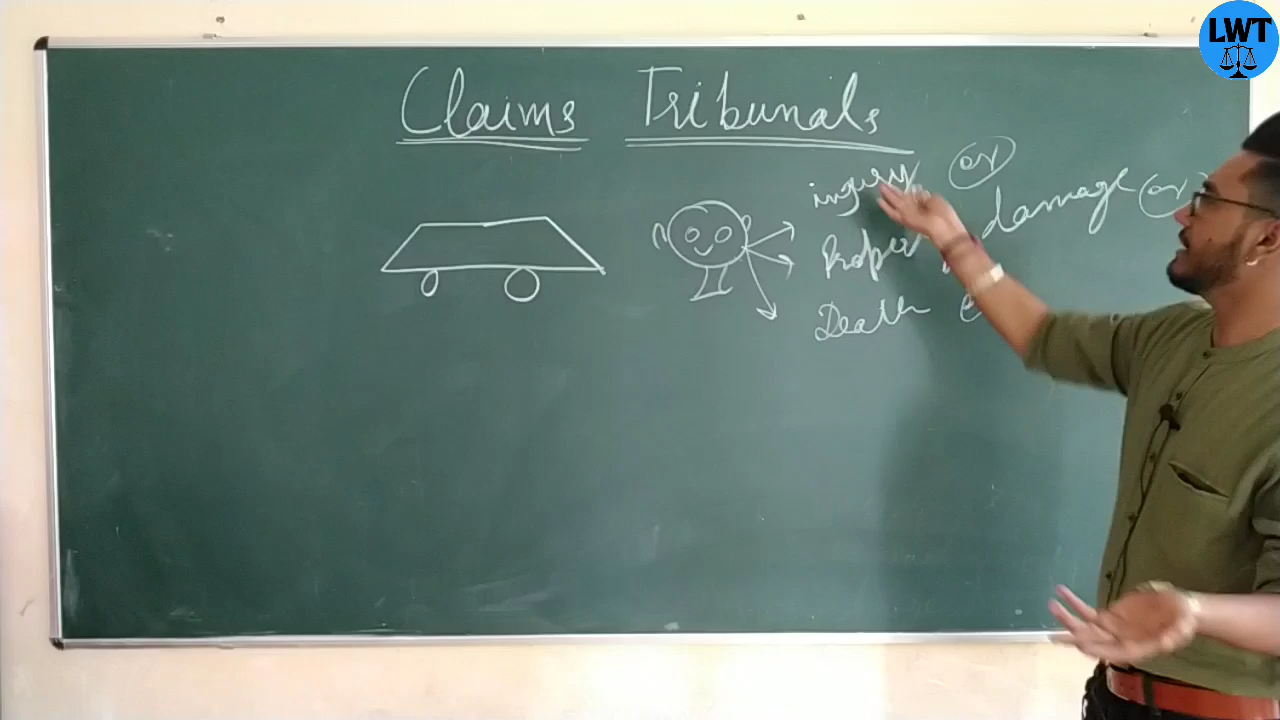 LWT
Claims Tribunals
injury or
damage or
Death